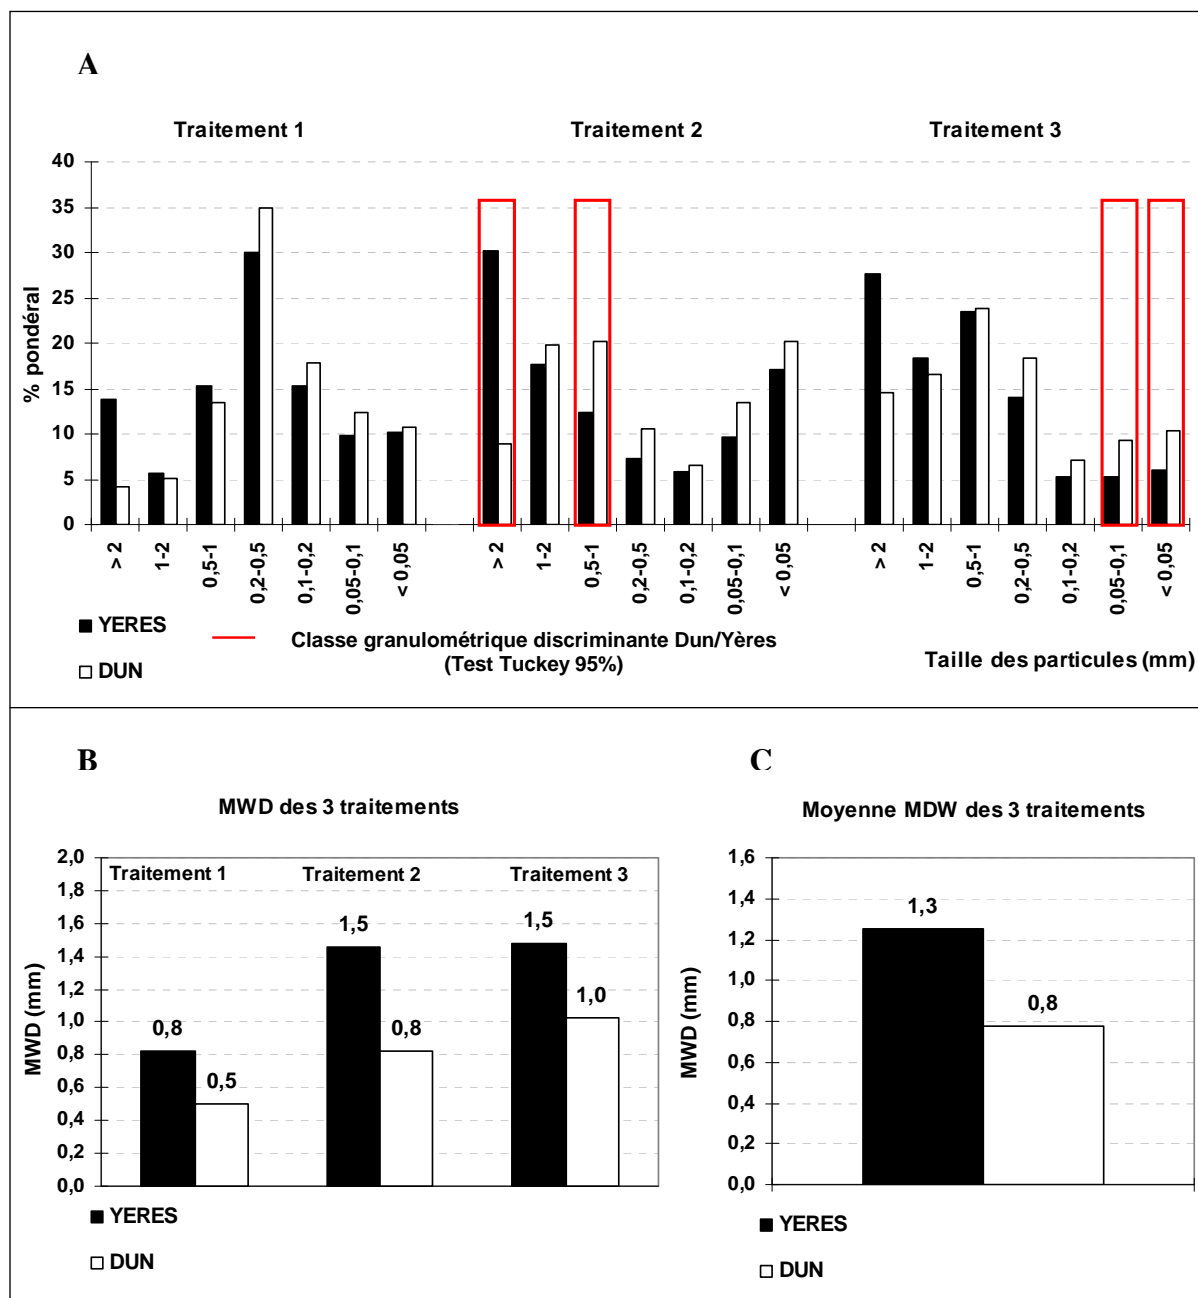 A
Traitement 1
Traitement 2
Traitement 3
% pondéral
40
35
30
25
20
15
10
5
0
> 2
1-2
0,5-1
0,2-0,5
0,1-0,2
0,05-0,1
< 0,05
> 2
1-2
0,5-1
0,2-0,5
0,1-0,2
0,05-0,1
< 0,05
> 2
1-2
0,5-1
0,2-0,5
0,1-0,2
0,05-0,1
< 0,05
YERES
DUN
Classe granulométrique discriminante Dun/Yères
(Test Tuckey 95%)
Taille des particules (mm)
B
MWD des 3 traitements
MWD (mm)
2,0
1,8
1,6
1,4
1,2
1,0
0,8
0,6
0,4
0,2
0,0
Traitement 1
Traitement 2
Traitement 3
0,8
0,5
1,5
0,8
1,5
1,0
YERES
DUN
C
Moyenne MDW des 3 traitements
MWD (mm)
1,6
1,4
1,2
1,0
0,8
0,6
0,4
0,2
0,0
1,3
0,8
YERES
DUN